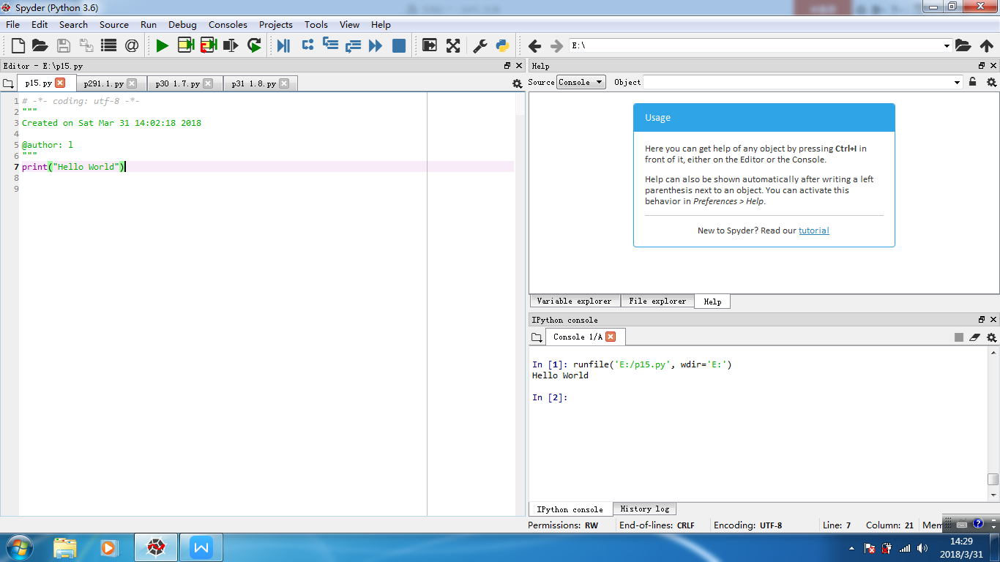 Spyder (Python 3.6)
File Edit Search Source Run Debug Consoles Projects Tools View Help
E:\
Editor - E:\p15.py
p15.py p291.1.py p30 1.7.py p31 1.8.py
1 # -*- coding: utf-8 -*-
2 """
3 Created on Sat Mar 31 14:02:18 2018
4
5 @author: l
6 """
7 print("Hello World")
8
9
Help
Source Console Object
Usage
Here you can get help of any object by pressing Ctrl+I in
front of it, either on the Editor or the Console.
Help can also be shown automatically after writing a left
parenthesis next to an object. You can activate this
behavior in Preferences > Help.
New to Spyder? Read our tutorial
Variable explorer File explorer Help
IPython console
Console 1/A
In [1]: runfile('E:/p15.py', wdir='E:')
Hello World
In [2]:
IPython console History log
Permissions: RW End-of-lines: CRLF Encoding: UTF-8 Line: 7 Column: 21 Mem
14:29
2018/3/31